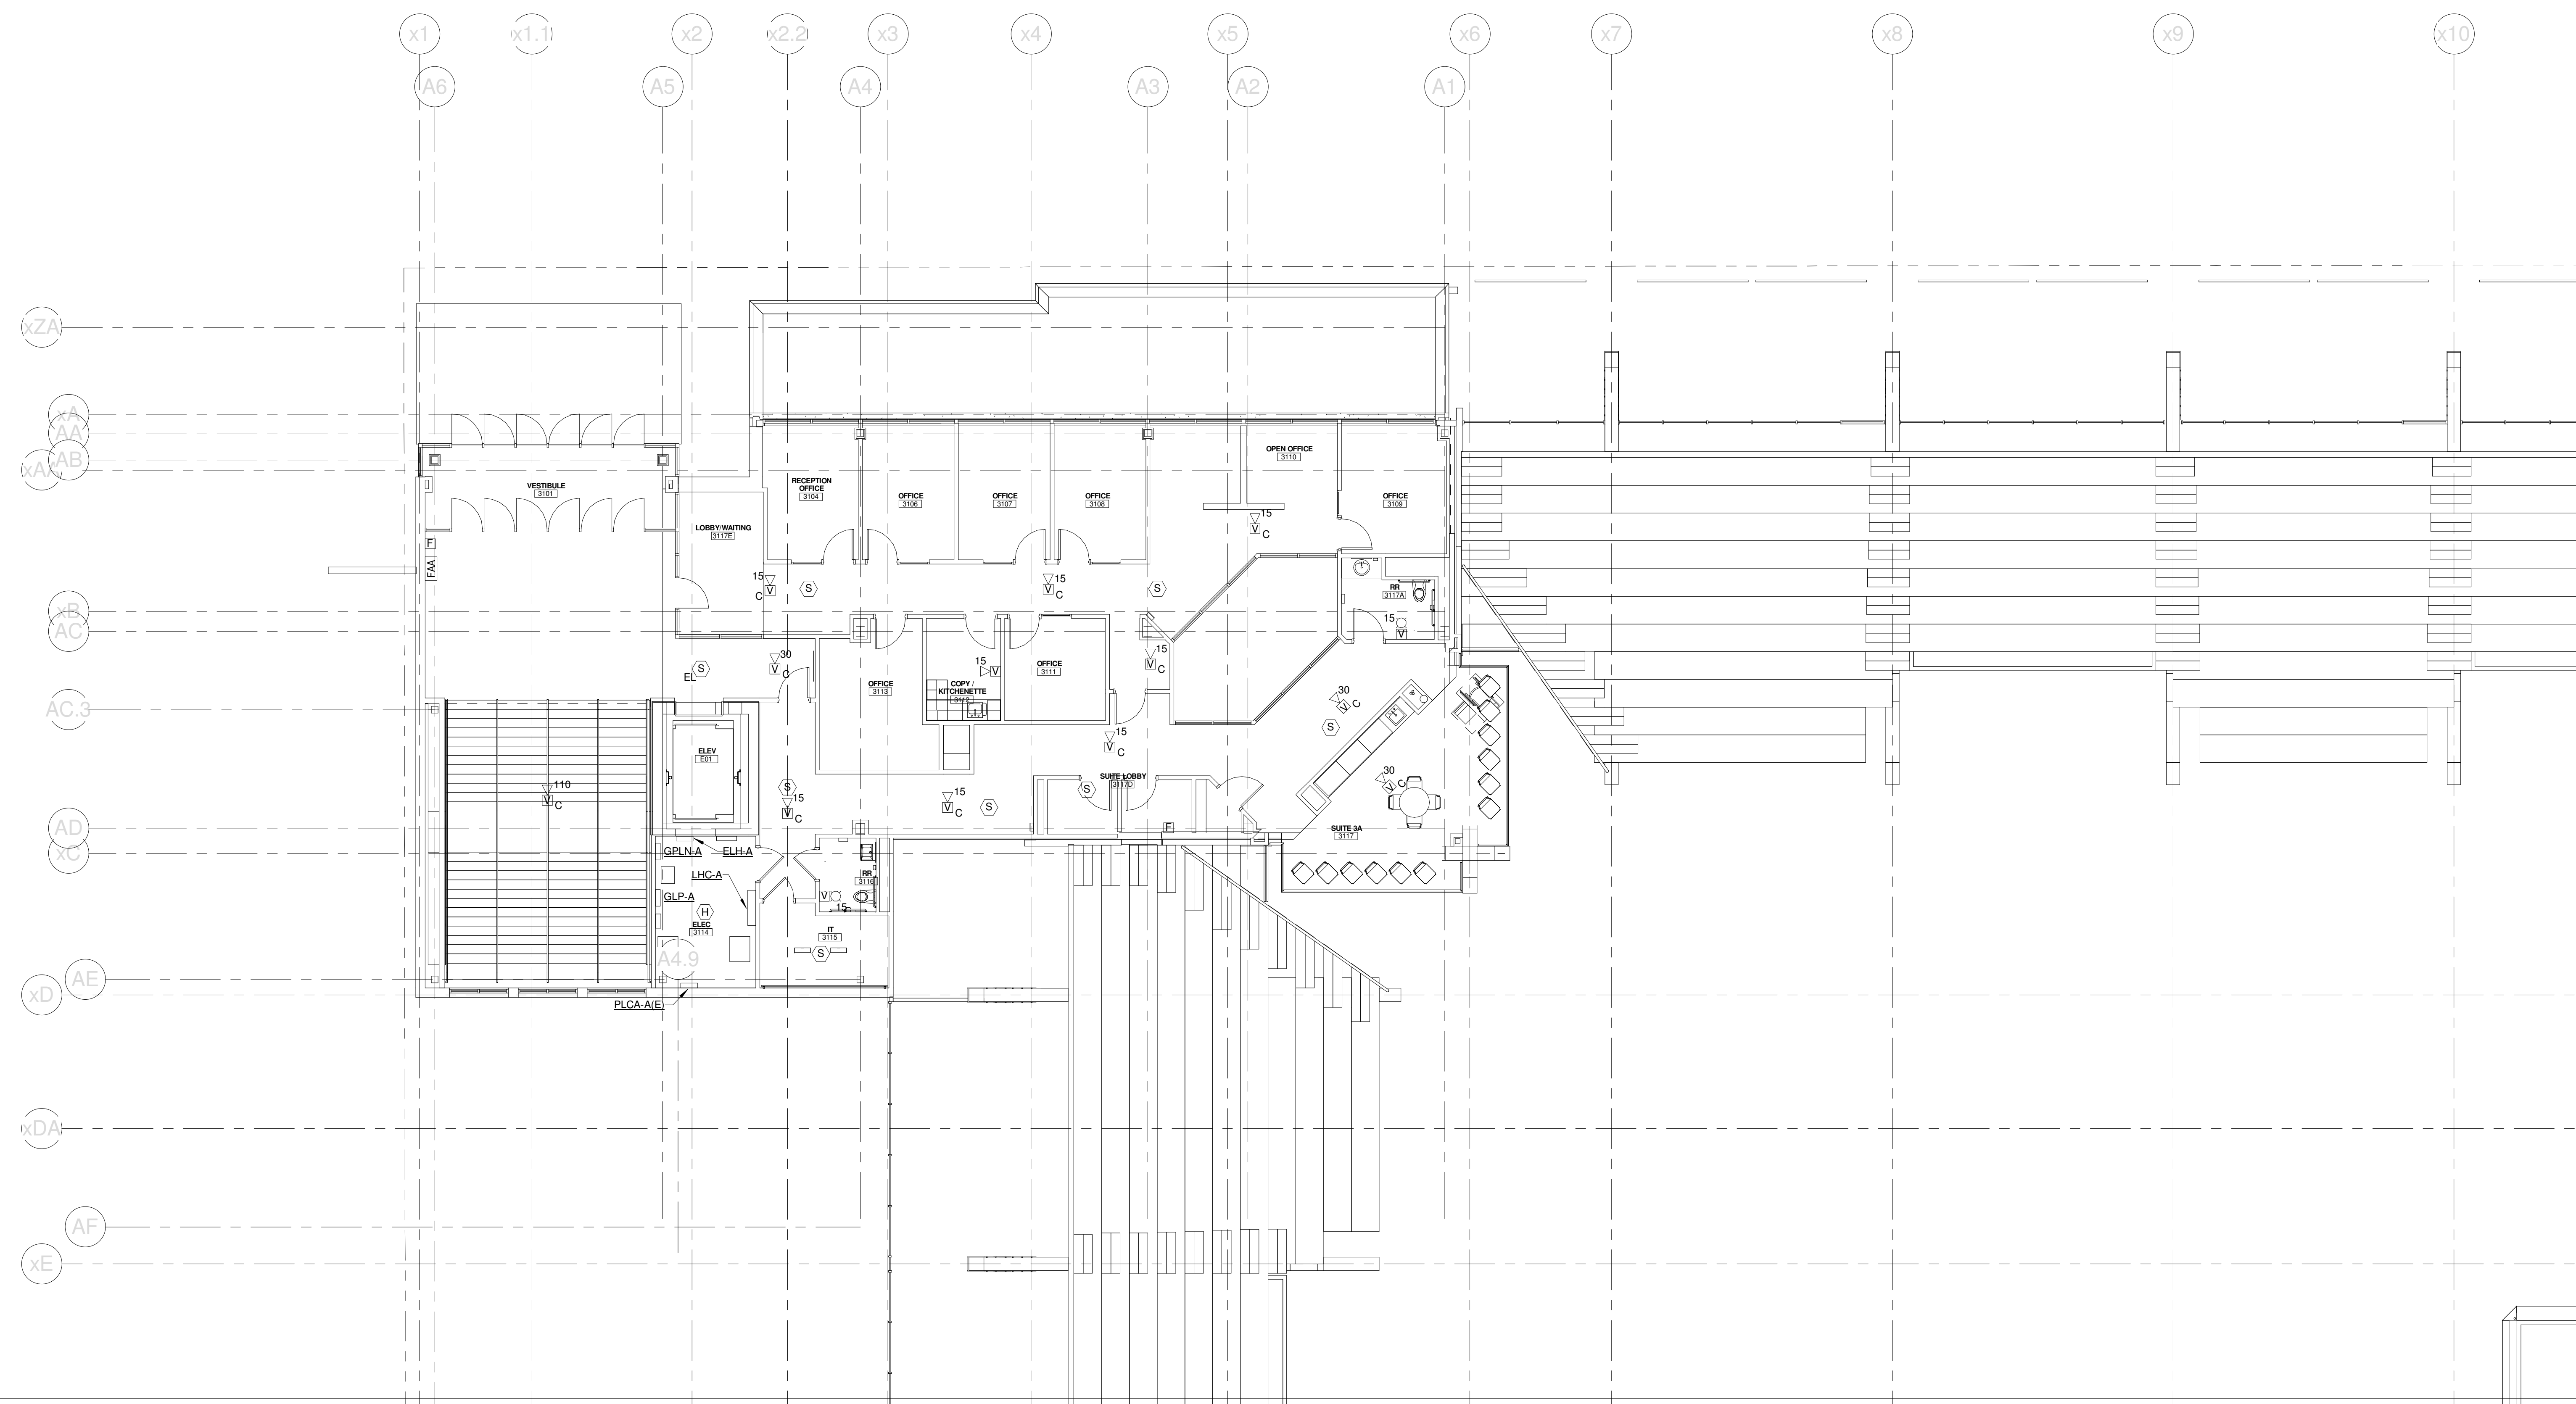 x1
x1.1
x2
x2.2
x3
x4
x5
x6
x7
x8
x9
x10
A6
A5
A4
A3
A2
A1
xZA
xA
AA
AB
xAA
VESTIBULE
3101
F
FAA
LOBBY/WAITING
3117E
RECEPTION
OFFICE
3104
OFFICE
3106
OFFICE
3107
OFFICE
3108
OPEN OFFICE
3110
OFFICE
3109
15
V
C
15
V
C
S
15
V
C
S
RR
3117A
15
V
xB
AC
S
EL
30
V
C
OFFICE
3113
15
V
COPY /
KITCHENETTE
3112
OFFICE
3111
15
V
C
30
V
C
S
AC.3
ELEV
E01
110
V
C
S
15
V
C
15
V
C
S
15
V
C
SUITE LOBBY
3117D
S
F
30
V
C
SUITE 3A
3117
AD
xC
GPLN-A
ELH-A
LHC-A
GLP-A
H
ELEC
3114
RR
3116
V
15
IT
3115
S
A4.9
AE
xD
PLCA-A(E)
xDA
AF
xE